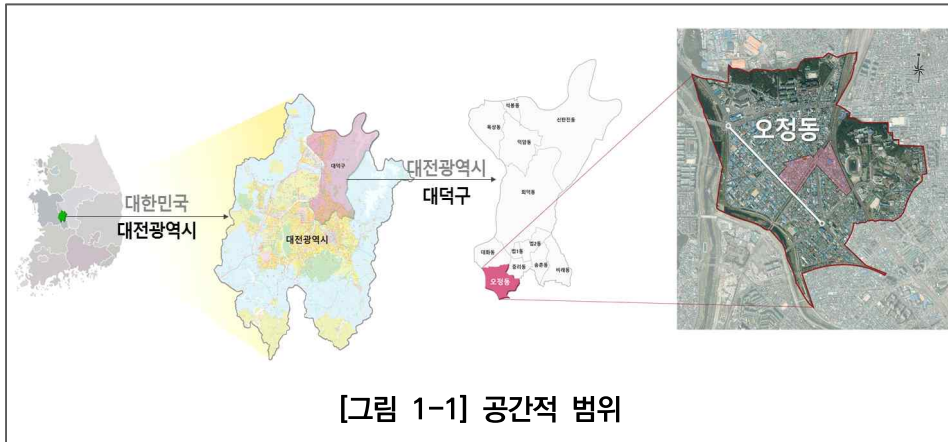 대한민국
대전광역시
대덕구
대전광역시
대전광역시
대덕구
석봉동
목상동
신탄진동
덕암동
회덕동
대화동
법1동
법2동
중리동
송촌동
비래동
오정동
오정동
[그림 1-1] 공간적 범위